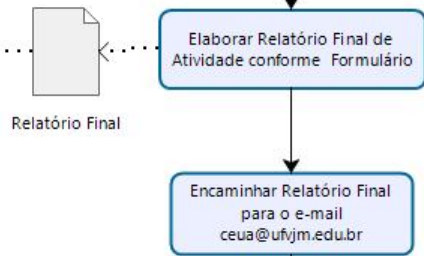 Elaborar Relatório Final de
Atividade conforme Formulário
Relatório Final
Encaminhar Relatório Final
para o e-mail
ceua@ufvjm.edu.br